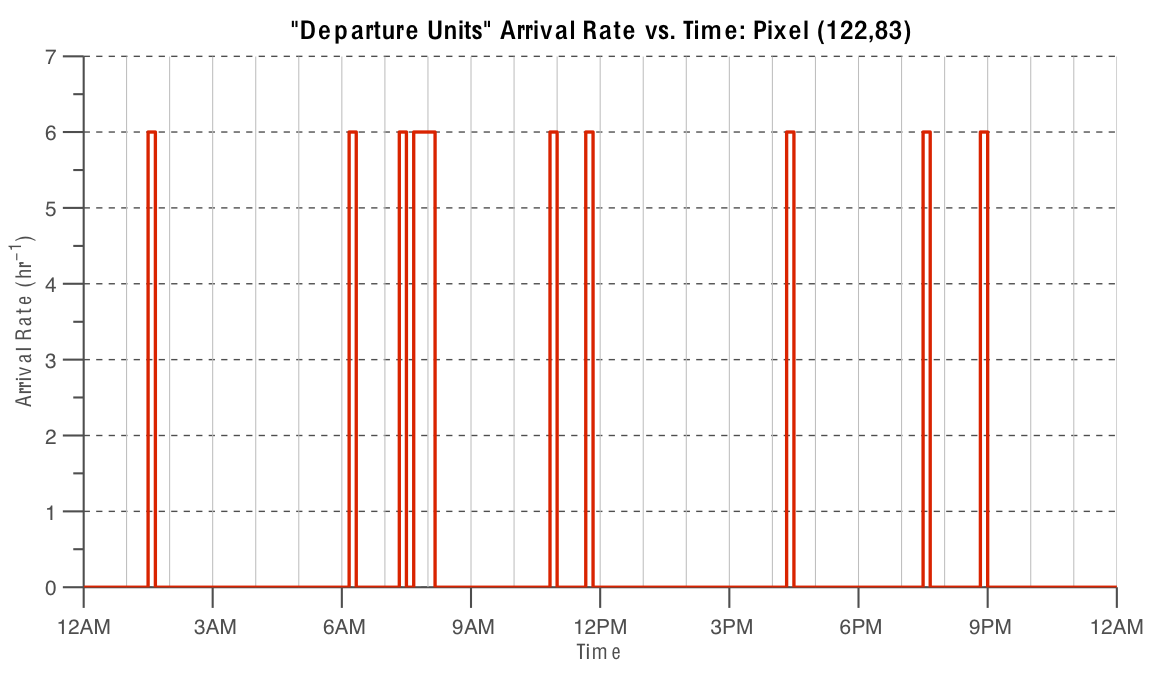 "Departure Units" Arrival Rate vs. Time: Pixel (122,83)
7
6
5
4
3
2
1
0
Arrival Rate (hr⁻¹)
12AM 3AM 6AM 9AM 12PM 3PM 6PM 9PM 12AM
Time